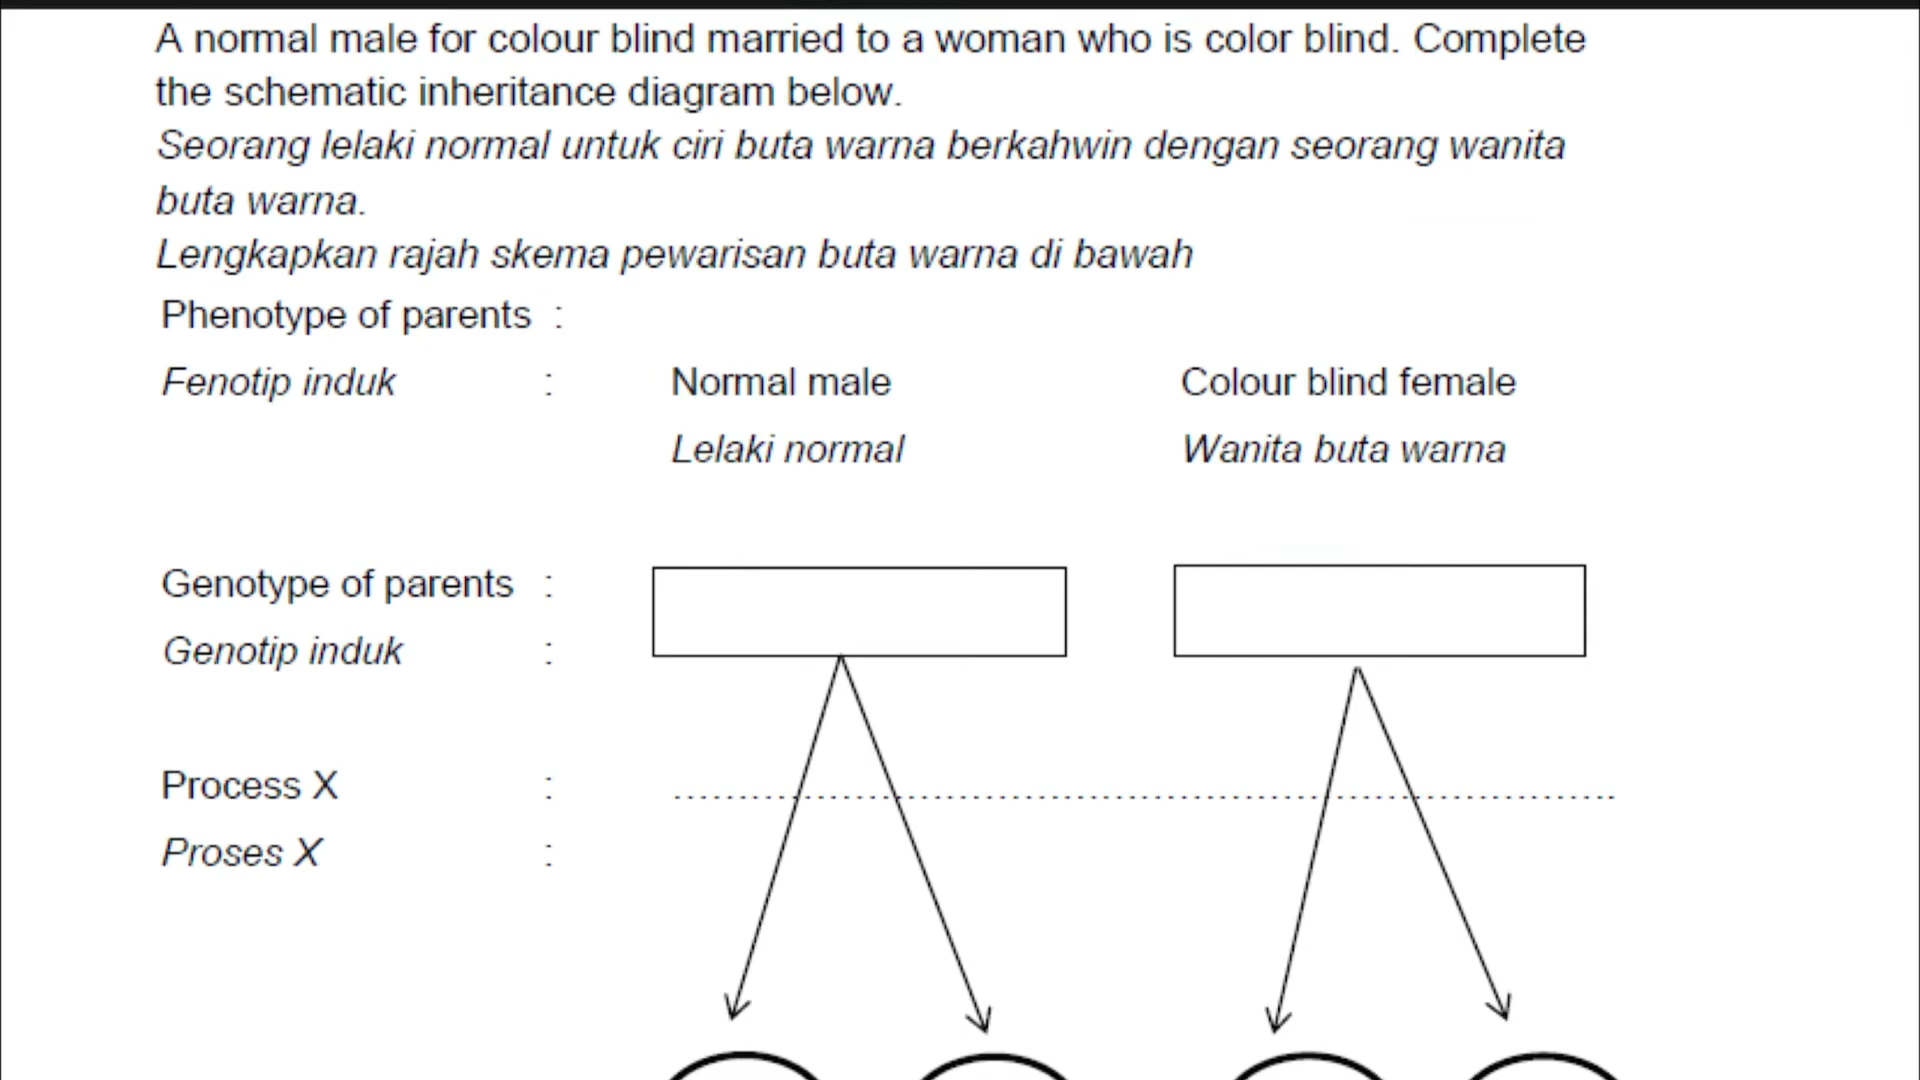 A normal male for colour blind married to a woman who is color blind. Complete
the schematic inheritance diagram below.
Seorang lelaki normal untuk ciri buta warna berkahwin dengan seorang wanita
buta warna.
Lengkapkan rajah skema pewarisan buta warna di bawah
Phenotype of parents :
Fenotip induk : Normal male Colour blind female
Lelaki normal Wanita buta warna
Genotype of parents :
Genotip induk :
Process X : ................................................................
Proses X :